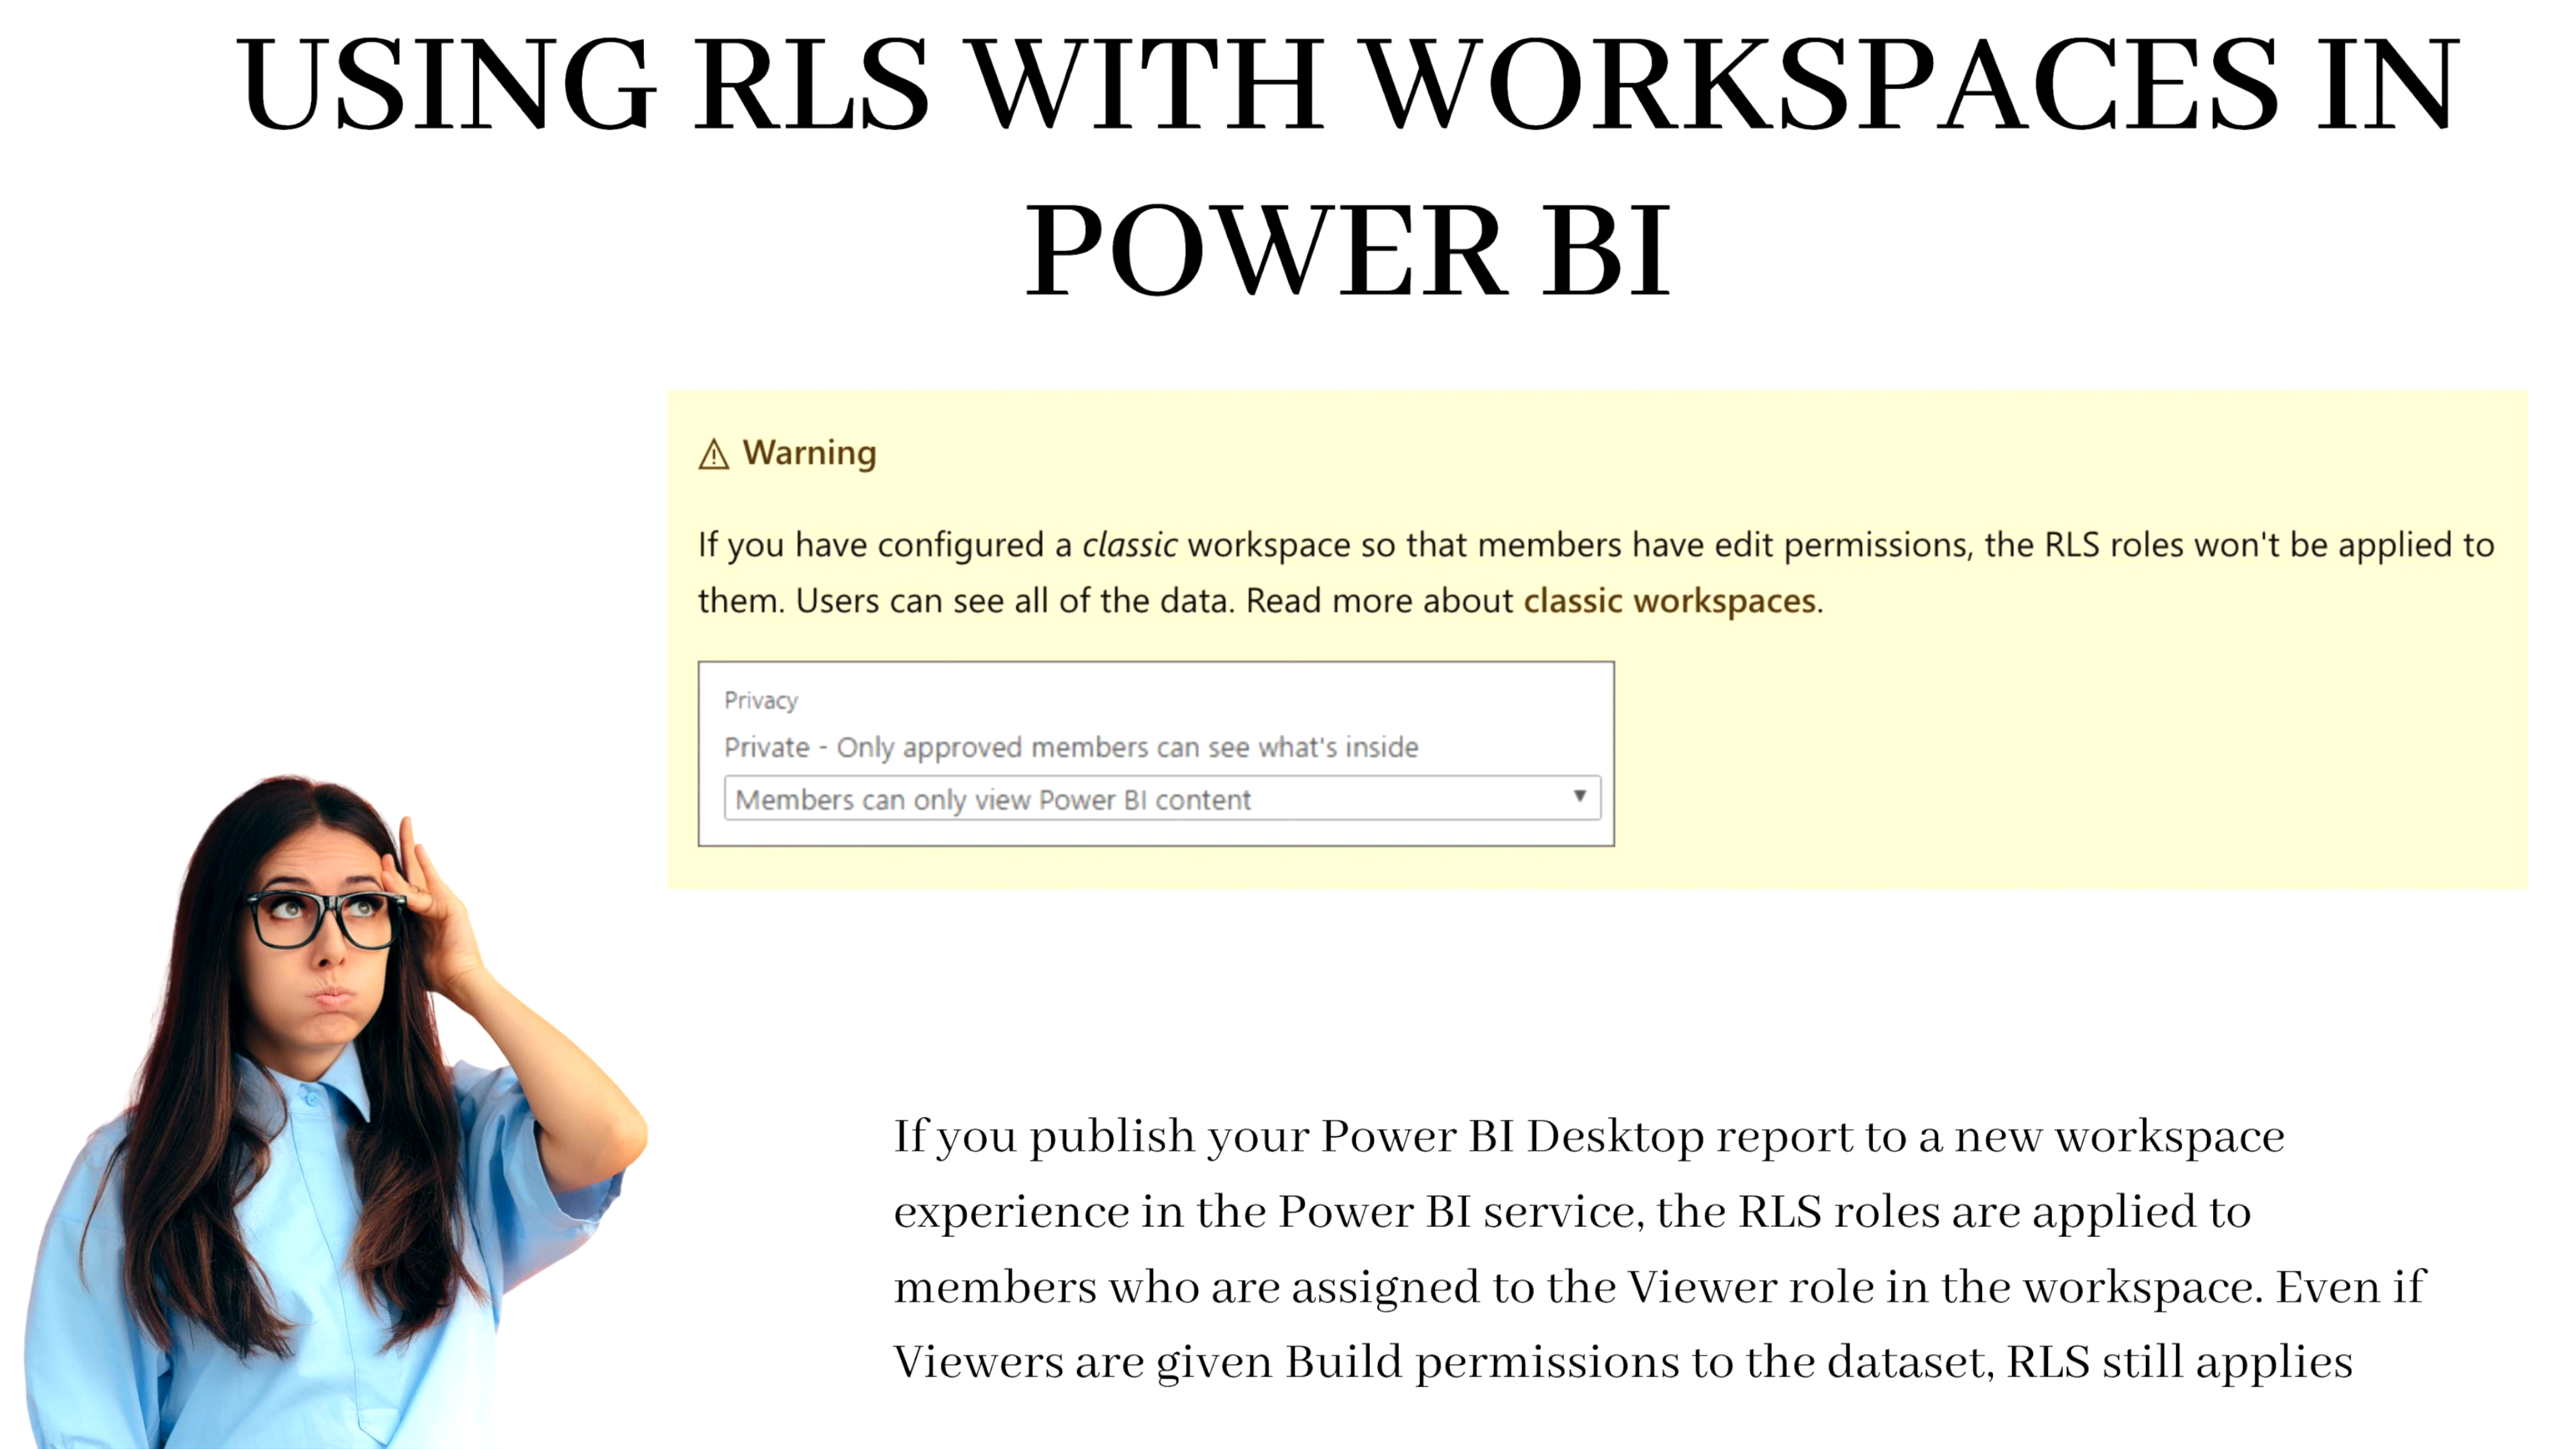 USING RLS WITH WORKSPACES IN
POWER BI
Warning
If you have configured a classic workspace so that members have edit permissions, the RLS roles won't be applied to
them. Users can see all of the data. Read more about classic workspaces.
Privacy
Private - Only approved members can see what's inside
Members can only view Power BI content
If you publish your Power BI Desktop report to a new workspace
experience in the Power BI service, the RLS roles are applied to
members who are assigned to the Viewer role in the workspace. Even if
Viewers are given Build permissions to the dataset, RLS still applies